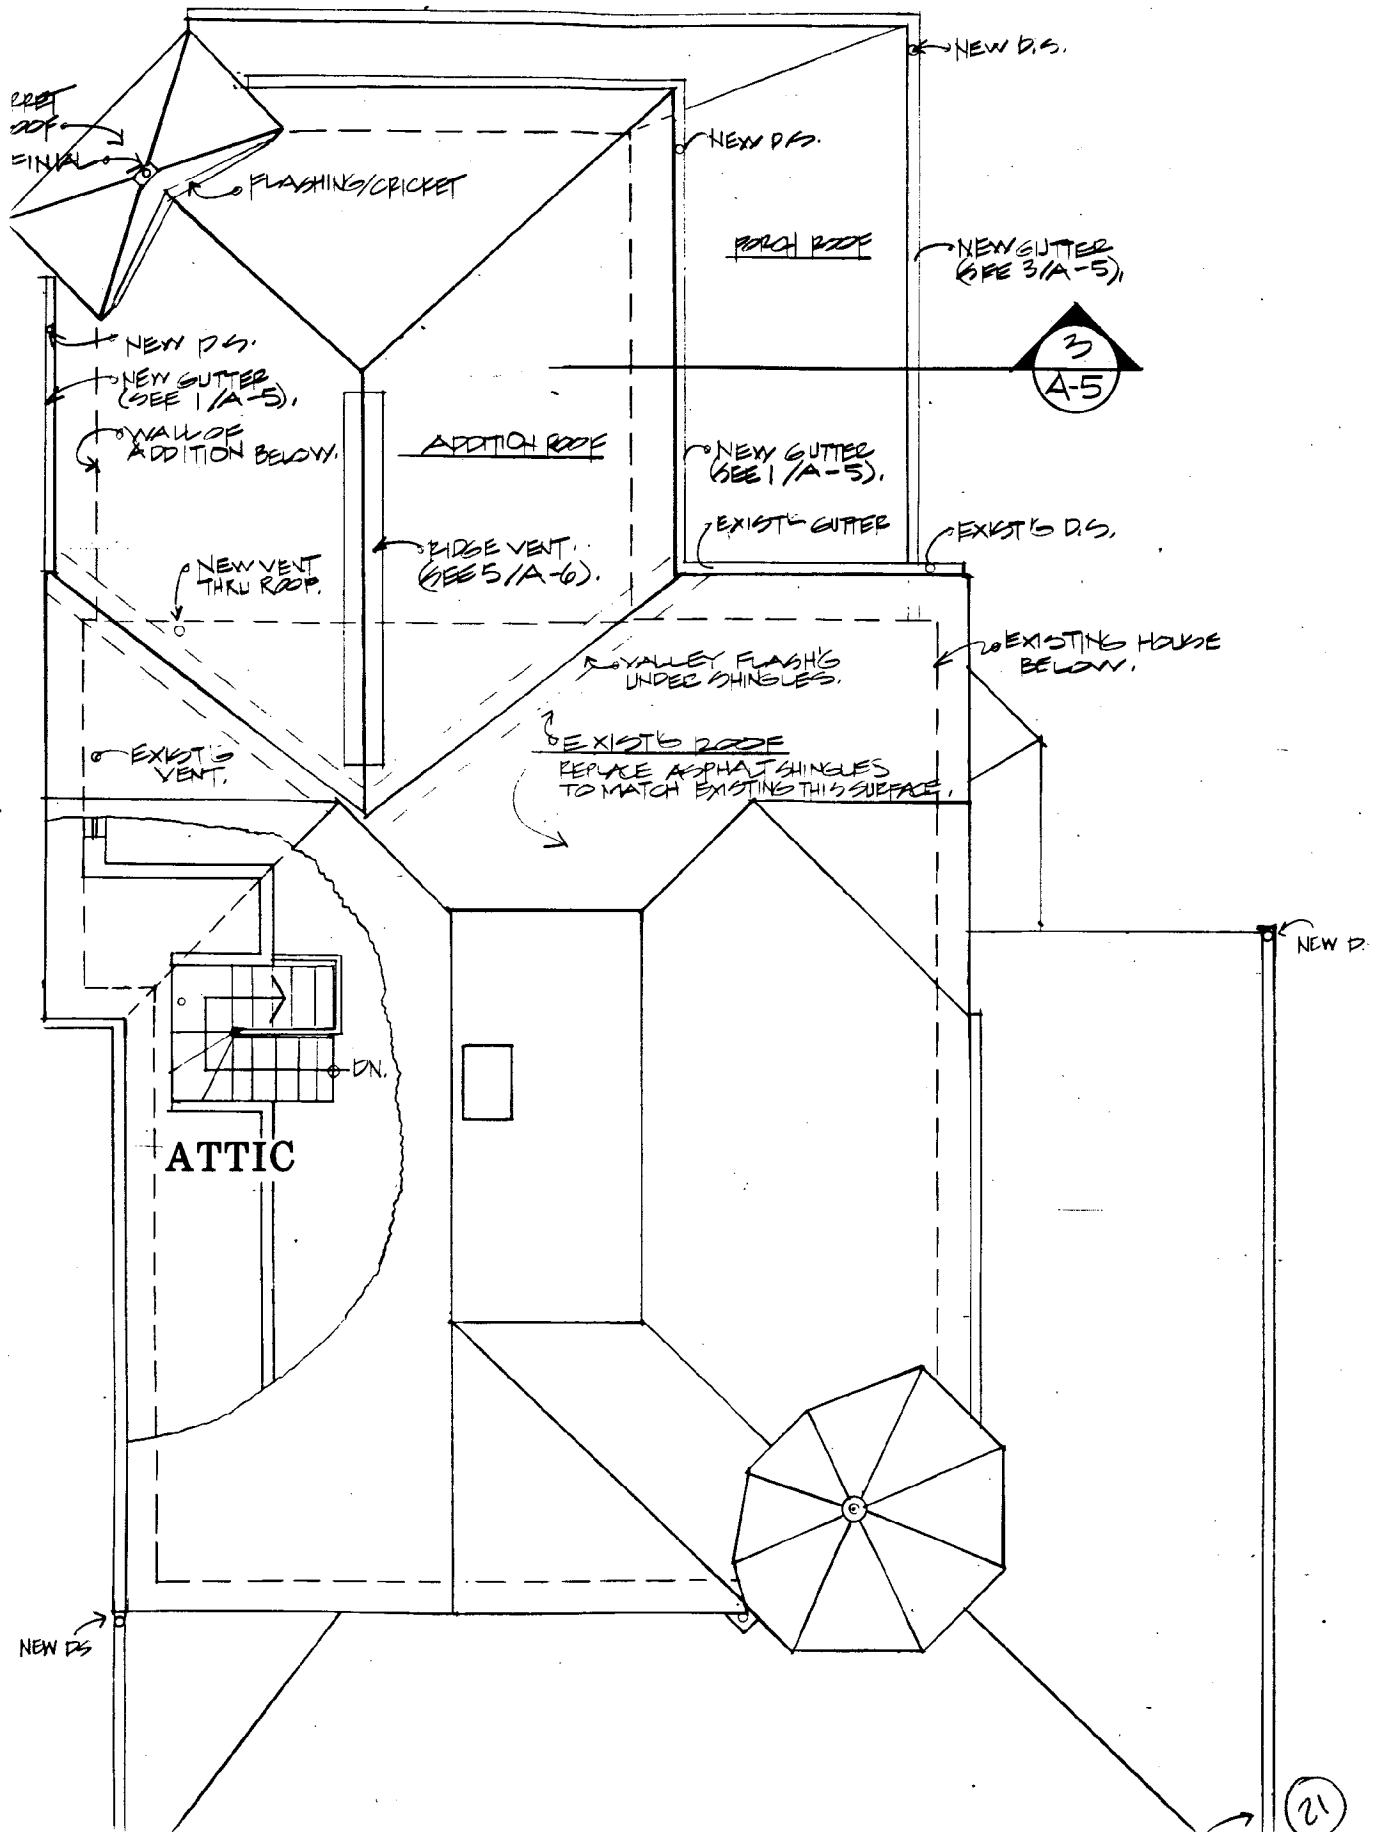 NEW D.S.
FINIAL
NEW D.S.
FLASHING/CRICKET
PORCH ROOF
NEW GUTTER
(SEE 3/A-5).
3
A-5
NEW D.S.
NEW GUTTER
(SEE 1/A-5).
WALL OF
ADDITION BELOW.
ADDITION ROOF
NEW GUTTER
(SEE 1/A-5).
EXIST'G GUTTER
EXIST'G D.S.
NEW VENT
THRU ROOF.
RIDGE VENT.
(SEE 5/A-6).
EXISTING HOUSE
BELOW.
VALLEY FLASH'G
UNDER SHINGLES.
EXIST'G
VENT.
EXIST'G ROOF
REPLACE ASPHALT SHINGLES
TO MATCH EXISTING THIS SURFACE.
NEW D.
DN.
ATTIC
NEW DS
21